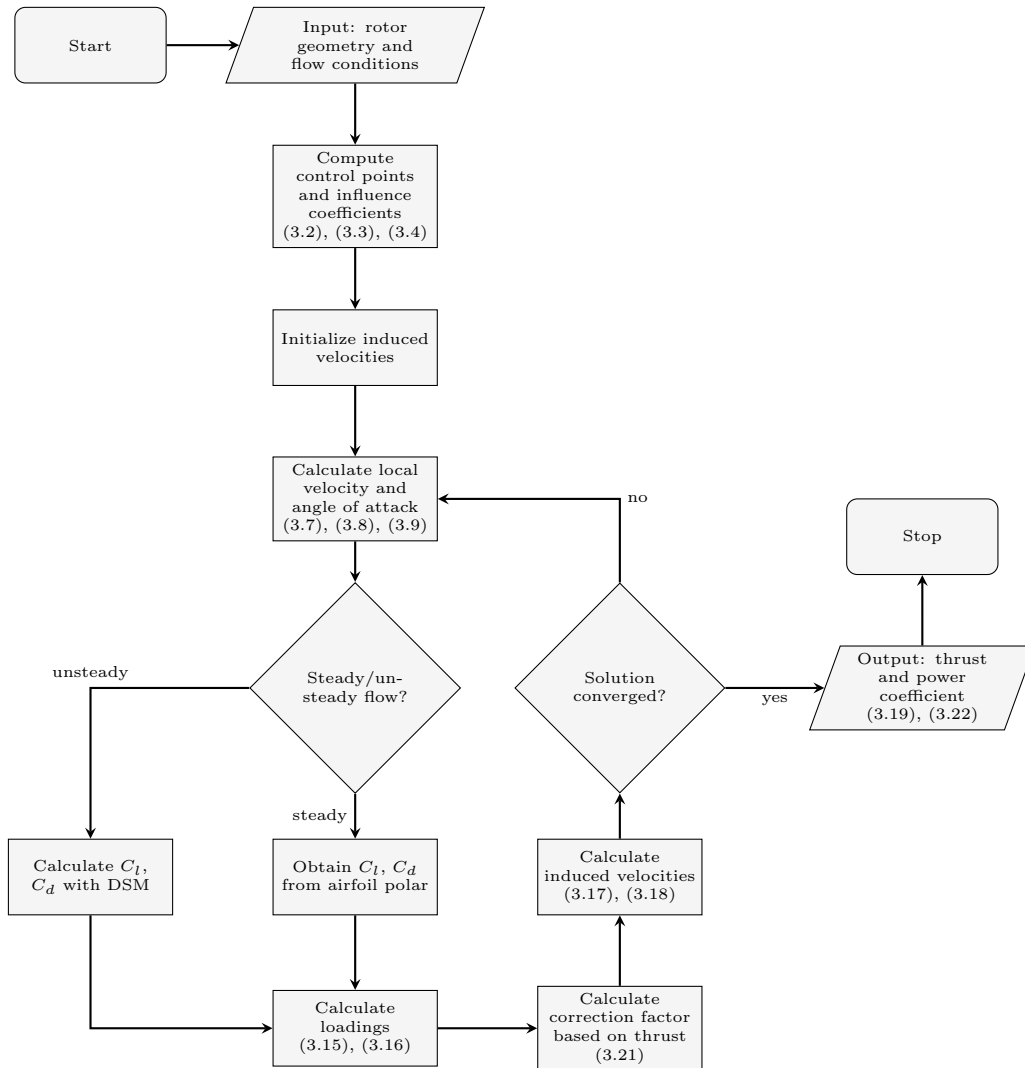 Start
Input: rotor
geometry and
flow conditions
Compute
control points
and influence
coefficients
(3.2), (3.3), (3.4)
Initialize induced
velocities
Calculate local
velocity and
angle of attack
(3.7), (3.8), (3.9)
no
Stop
unsteady
Steady/un-
steady flow?
Solution
converged?
yes
Output: thrust
and power
coefficient
(3.19), (3.22)
steady
Calculate C_l,
C_d with DSM
Obtain C_l, C_d
from airfoil polar
Calculate
induced velocities
(3.17), (3.18)
Calculate
loadings
(3.15), (3.16)
Calculate
correction factor
based on thrust
(3.21)